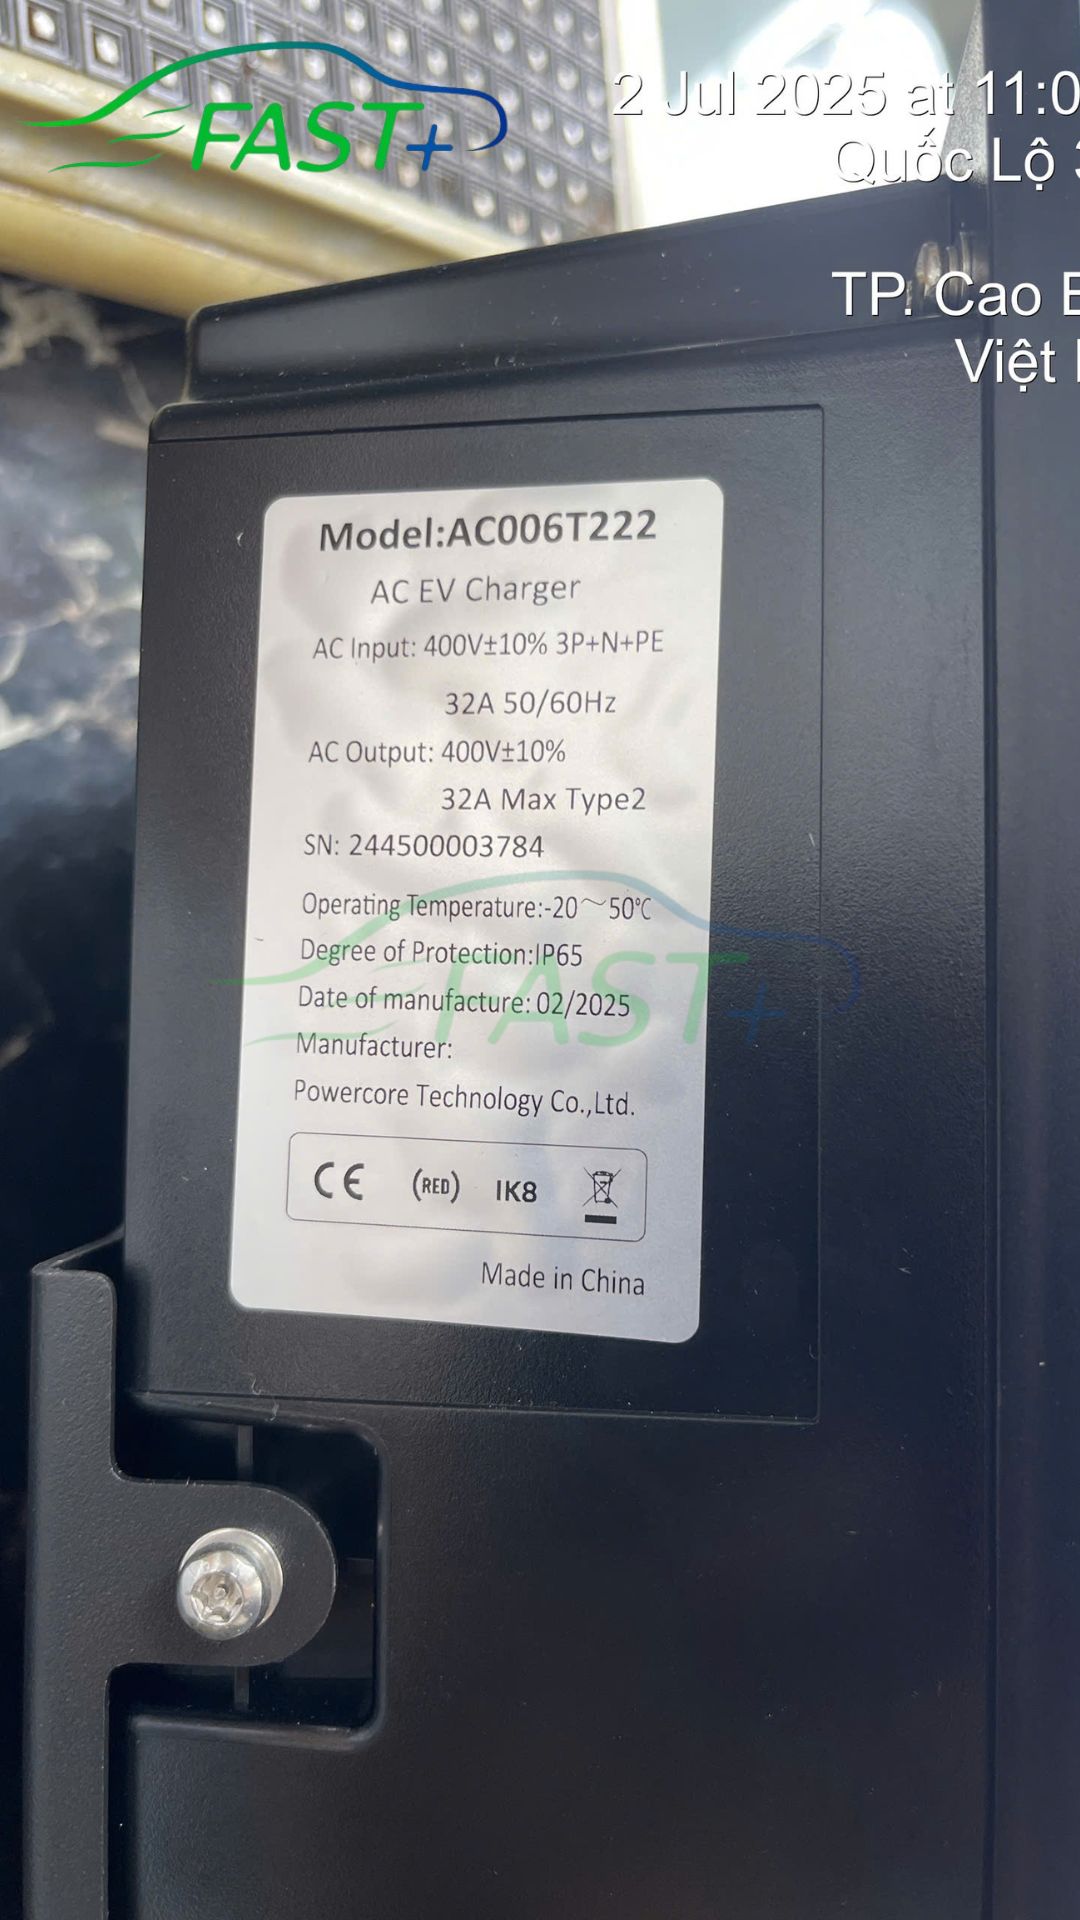 FAST+
2 Jul 2025 at 11:0
Quốc Lộ
TP. Cao
Việt
Model:AC006T222
AC EV Charger
AC Input: 400V±10% 3P+N+PE
32A 50/60Hz
AC Output: 400V±10%
32A Max Type2
SN: 244500003784
Operating Temperature:-20~50℃
Degree of Protection:IP65
FAST+
Date of manufacture: 02/2025
Manufacturer:
Powercore Technology Co.,Ltd.
CE (RED) IK8
Made in China